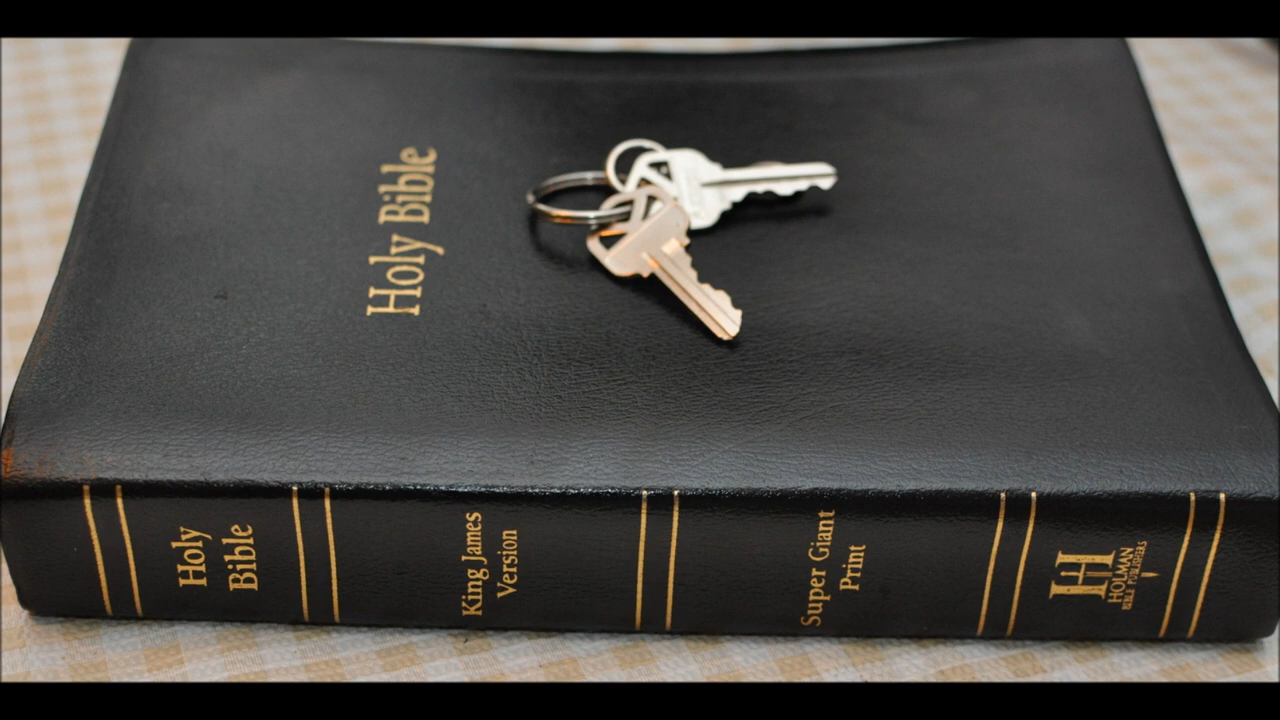 Holy Bible
Holy
Bible
King James
Version
Super Giant
Print
HOLMAN
BIBLE PUBLISHERS